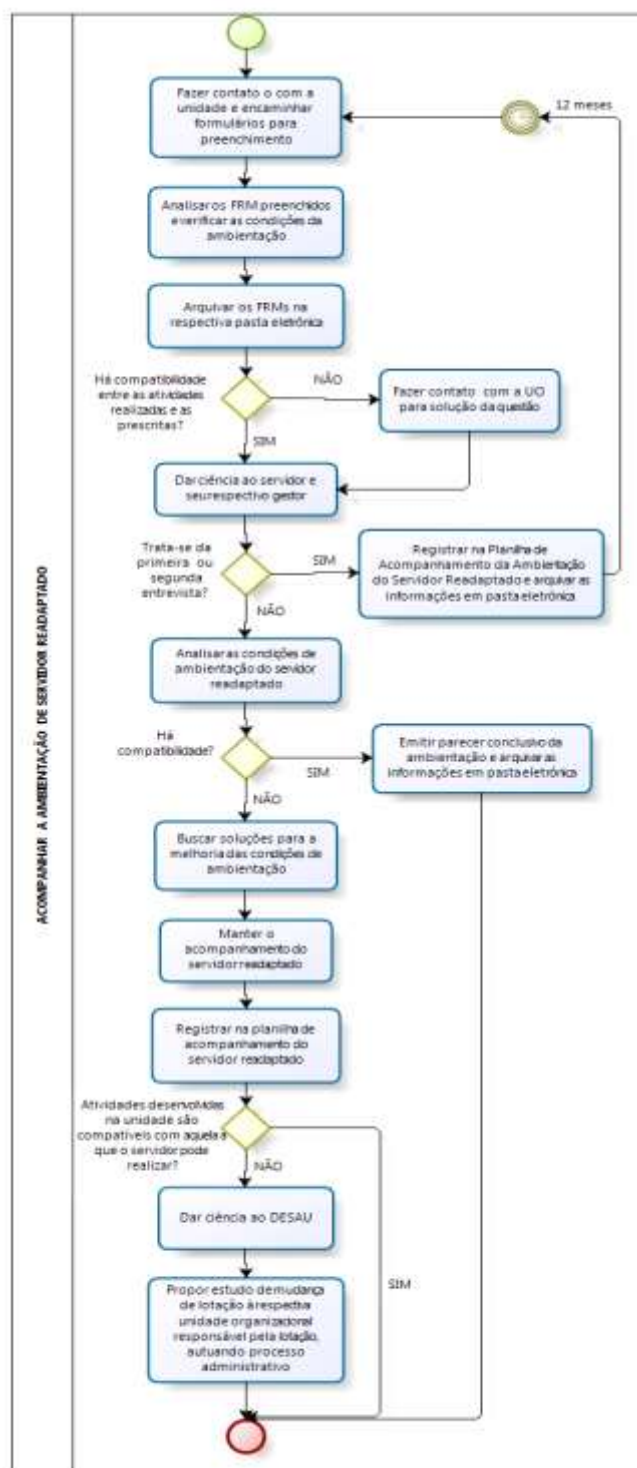 ACOMPANHAR A AMBIENTAÇÃO DE SERVIDOR READAPTADO
Fazer contato o com a
unidade e encaminhar
formulários para
preenchimento
12 meses
Analisar os FRM preenchidos
e verificar as condições da
ambientação
Arquivar os FRMs na
respectiva pasta eletrônica
Há compatibilidade
entre as atividades
realizadas e as
prescritas?
NÃO
Fazer contato com a UO
para solução da questão
SIM
Dar ciência ao servidor e
seu respectivo gestor
Trata-se da
primeira ou
segunda
entrevista?
SIM
Registrar na Planilha de
Acompanhamento da Ambientação
do Servidor Readaptado e arquivar as
informações em pasta eletrônica
NÃO
Analisar as condições de
ambientação do servidor
readaptado
Há
compatibilidade?
SIM
Emitir parecer conclusivo da
ambientação e arquivar as
informações em pasta eletrônica
NÃO
Buscar soluções para a
melhoria das condições de
ambientação
Manter o
acompanhamento do
servidor readaptado
Registrar na planilha de
acompanhamento do
servidor readaptado
Atividades desenvolvidas
na unidade são
compatíveis com aquela a
que o servidor pode
realizar?
NÃO
Dar ciência ao DESAU
SIM
Propor estudo de mudança
de lotação à respectiva
unidade organizacional
responsável pela lotação,
autuando processo
administrativo